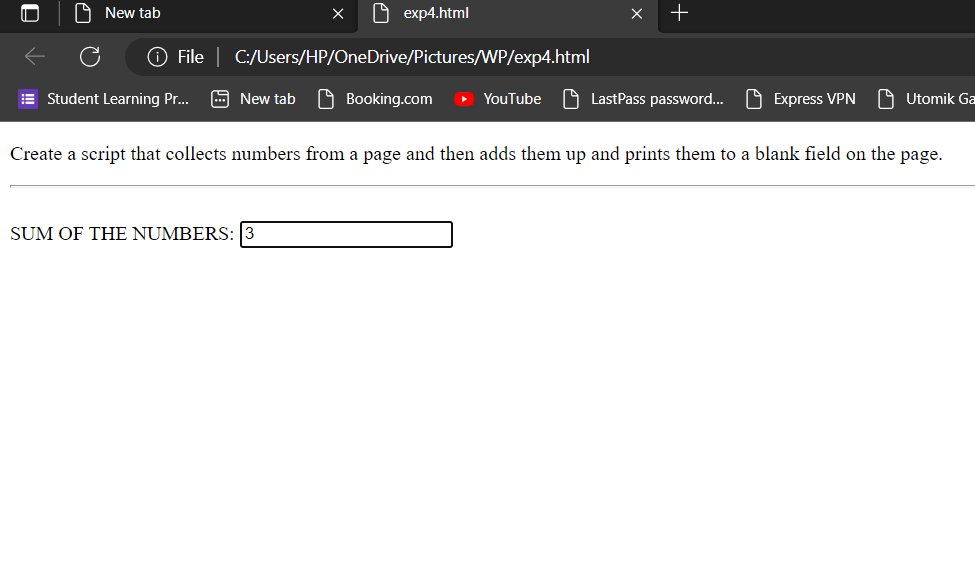 New tab
exp4.html
File C:/Users/HP/OneDrive/Pictures/WP/exp4.html
Student Learning Pr... New tab Booking.com YouTube LastPass password... Express VPN Utomik Ga
Create a script that collects numbers from a page and then adds them up and prints them to a blank field on the page.
SUM OF THE NUMBERS: 3